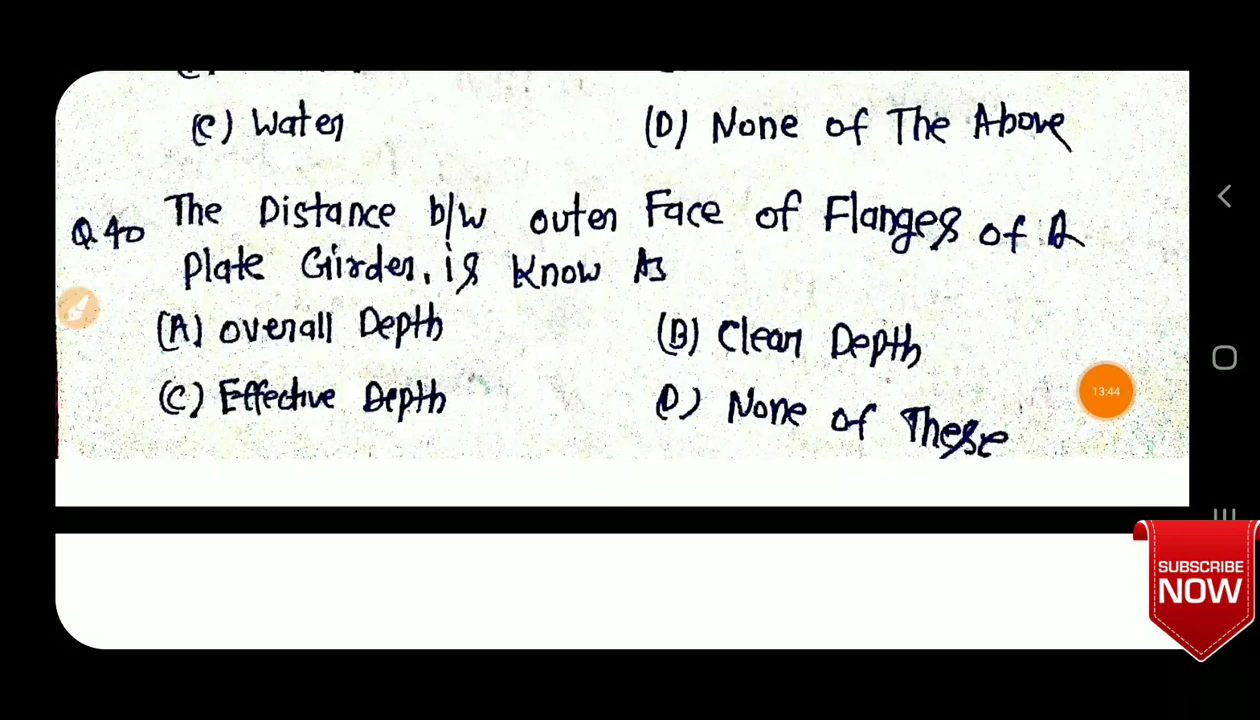 (C) Water
(D) None of The Above
Q.40 The Distance b/w outer Face of Flanges of A
Plate Girder, is know As
(A) Overall Depth
(B) Clear Depth
(C) Effective Depth
(D) None of These
13:44
SUBSCRIBE
NOW